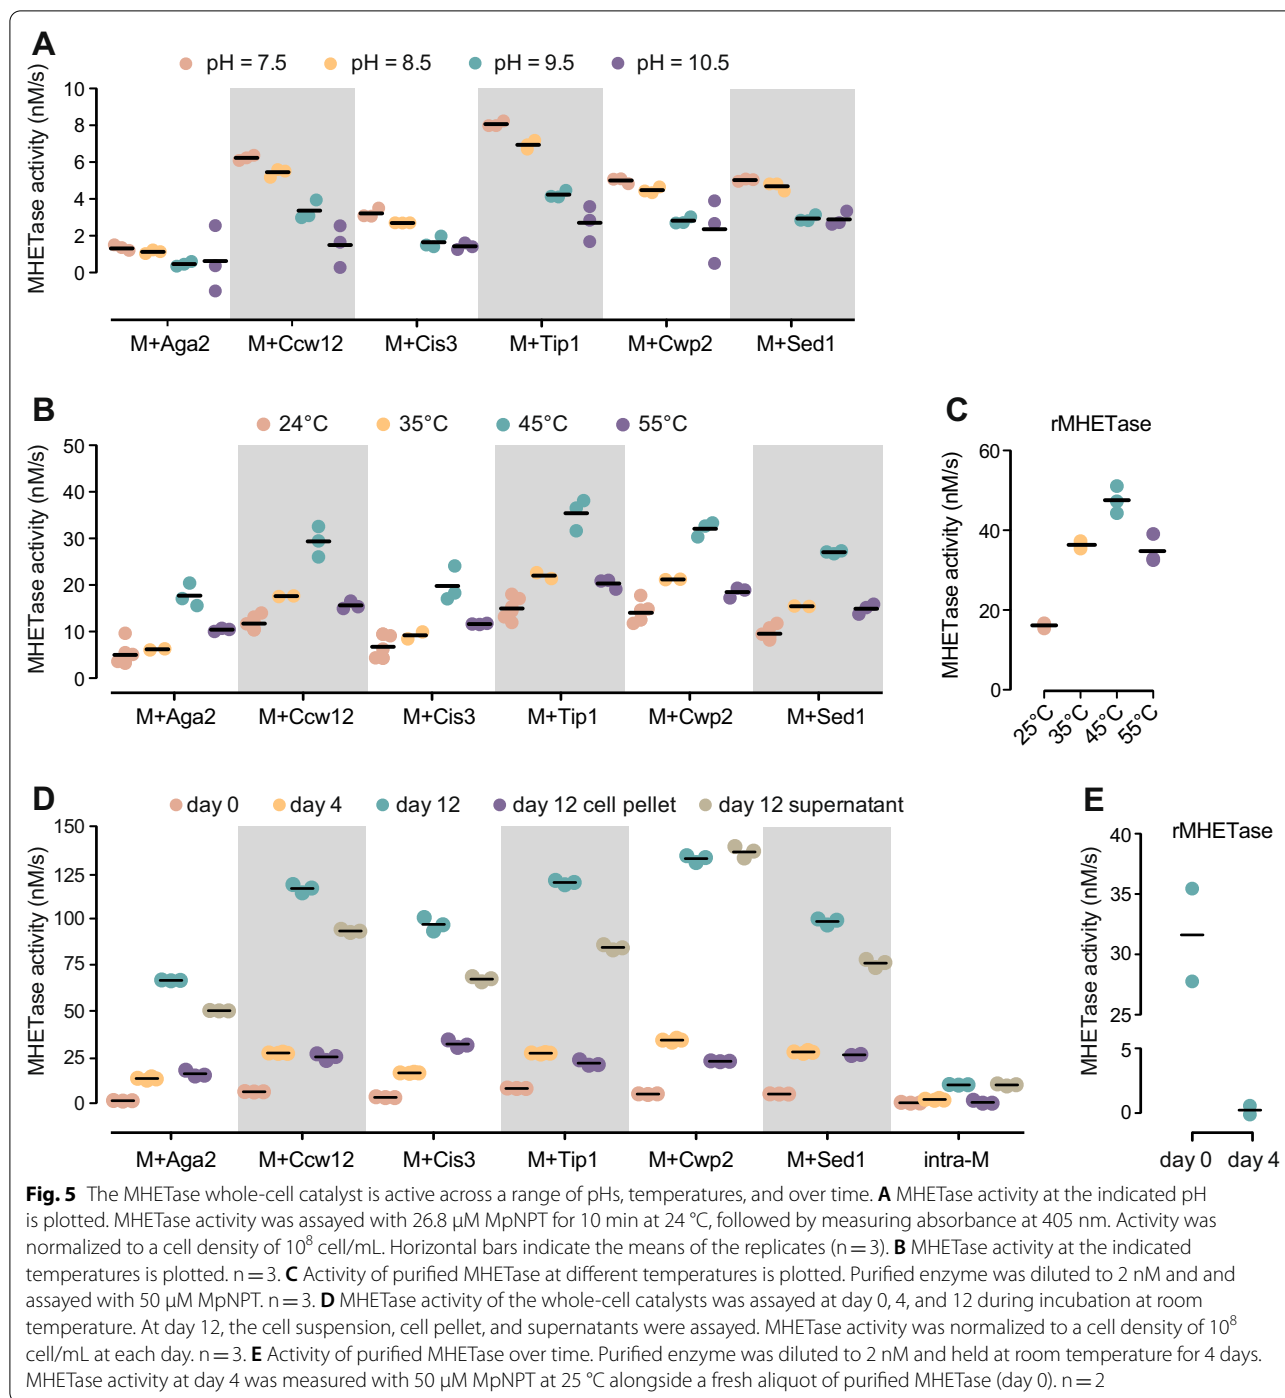 A
pH = 7.5 pH = 8.5 pH = 9.5 pH = 10.5
MHETase activity (nM/s)
10
8
6
4
2
0
M+Aga2 M+Ccw12 M+Cis3 M+Tip1 M+Cwp2 M+Sed1
B
24°C 35°C 45°C 55°C
MHETase activity (nM/s)
50
40
30
20
10
0
M+Aga2 M+Ccw12 M+Cis3 M+Tip1 M+Cwp2 M+Sed1
C
rMHETase
MHETase activity (nM/s)
60
40
20
0
25°C 35°C 45°C 55°C
D
day 0 day 4 day 12 day 12 cell pellet day 12 supernatant
MHETase activity (nM/s)
150
125
100
75
50
25
0
M+Aga2 M+Ccw12 M+Cis3 M+Tip1 M+Cwp2 M+Sed1 intra-M
E
rMHETase
MHETase activity (nM/s)
40
35
30
25
5
0
day 0 day 4
Fig. 5 The MHETase whole-cell catalyst is active across a range of pHs, temperatures, and over time. A MHETase activity at the indicated pH
is plotted. MHETase activity was assayed with 26.8 µM MpNPT for 10 min at 24 °C, followed by measuring absorbance at 405 nm. Activity was
normalized to a cell density of 10⁸ cell/mL. Horizontal bars indicate the means of the replicates (n = 3). B MHETase activity at the indicated
temperatures is plotted. n = 3. C Activity of purified MHETase at different temperatures is plotted. Purified enzyme was diluted to 2 nM and and
assayed with 50 µM MpNPT. n = 3. D MHETase activity of the whole-cell catalysts was assayed at day 0, 4, and 12 during incubation at room
temperature. At day 12, the cell suspension, cell pellet, and supernatants were assayed. MHETase activity was normalized to a cell density of 10⁸
cell/mL at each day. n = 3. E Activity of purified MHETase over time. Purified enzyme was diluted to 2 nM and held at room temperature for 4 days.
MHETase activity at day 4 was measured with 50 µM MpNPT at 25 °C alongside a fresh aliquot of purified MHETase (day 0). n = 2